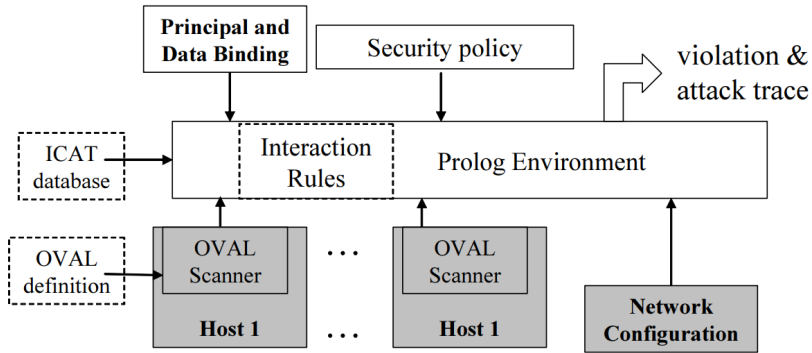 Principal and
Data Binding
Security policy
violation &
attack trace
ICAT
database
Interaction
Rules
Prolog Environment
OVAL
definition
OVAL
Scanner
Host 1
. . .
. . .
OVAL
Scanner
Host 1
Network
Configuration